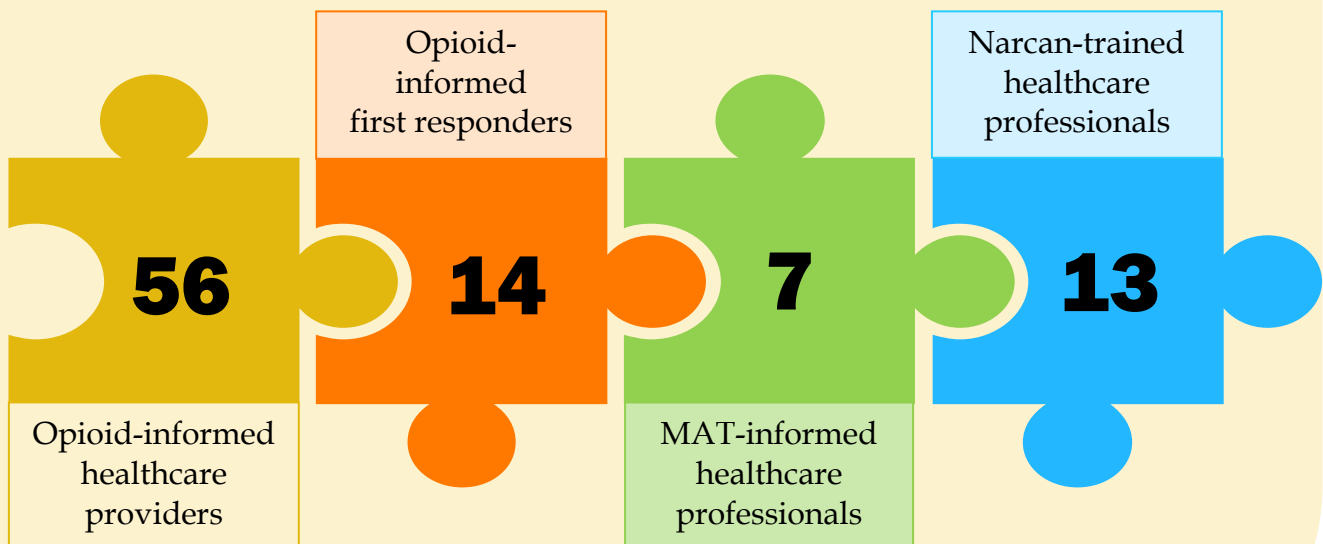 56
Opioid-informed
healthcare
providers
Opioid-
informed
first responders
14
7
MAT-informed
healthcare
professionals
Narcan-trained
healthcare
professionals
13